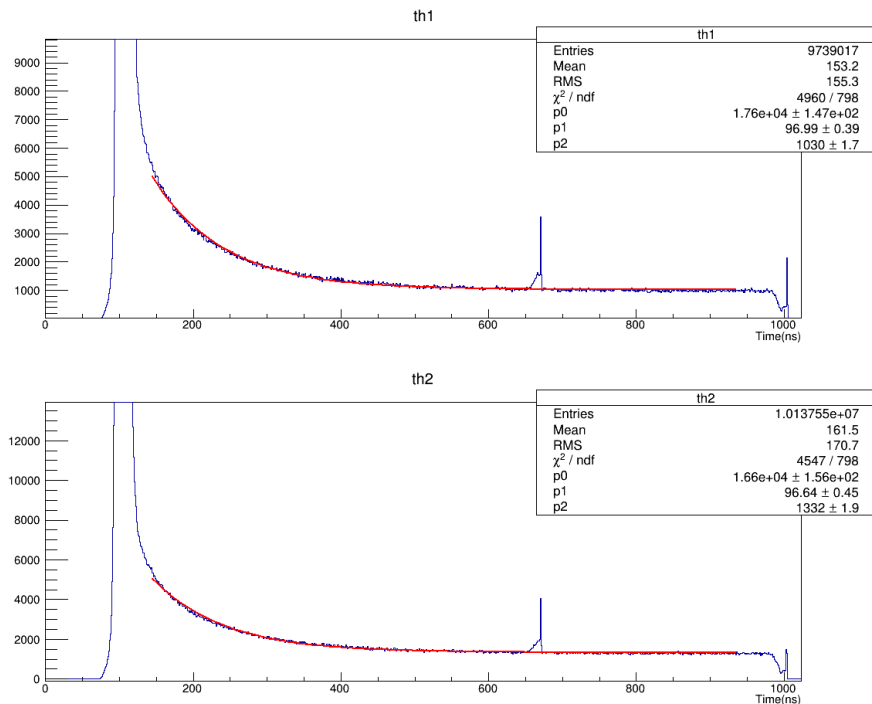 th1
th1
Entries 9739017
Mean 153.2
RMS 155.3
χ² / ndf 4960 / 798
p0 1.76e+04 ± 1.47e+02
p1 96.99 ± 0.39
p2 1030 ± 1.7
9000
8000
7000
6000
5000
4000
3000
2000
1000
0
0 200 400 600 800 1000
Time(ns)
th2
th2
Entries 1.013755e+07
Mean 161.5
RMS 170.7
χ² / ndf 4547 / 798
p0 1.66e+04 ± 1.56e+02
p1 96.64 ± 0.45
p2 1332 ± 1.9
12000
10000
8000
6000
4000
2000
0
0 200 400 600 800 1000
Time(ns)